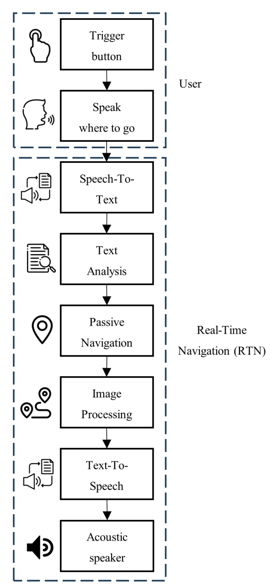 Trigger
button
Speak
where to go
User
Speech-To-
Text
Text
Analysis
Passive
Navigation
Real-Time
Navigation (RTN)
Image
Processing
Text-To-
Speech
Acoustic
speaker